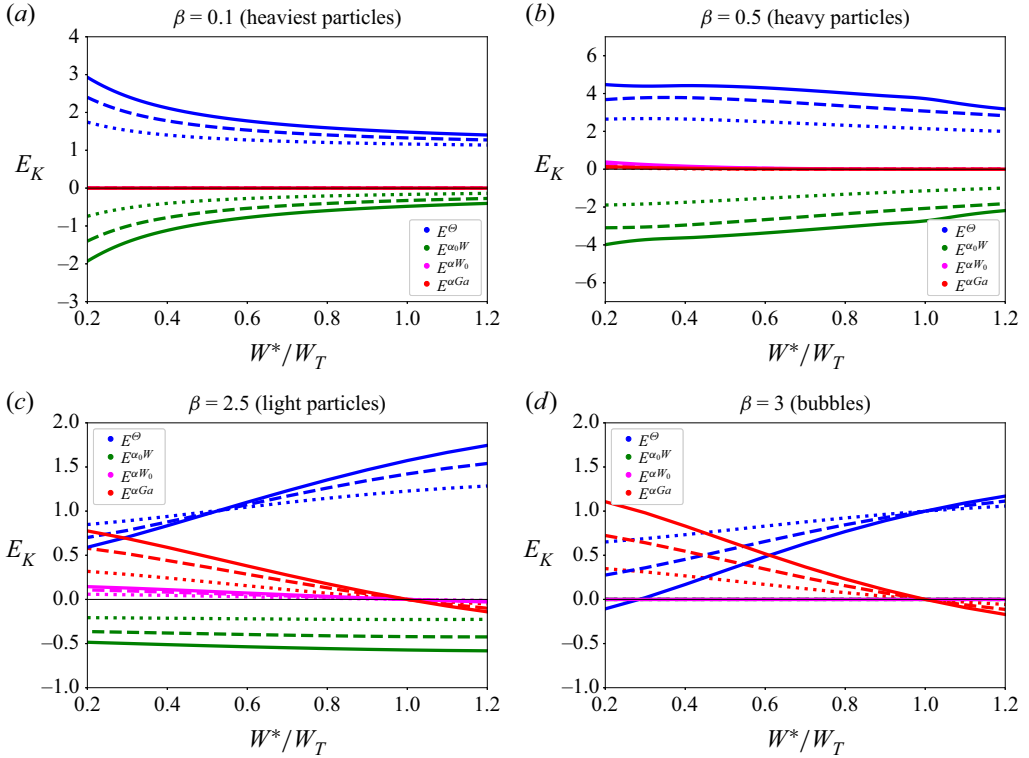 (a) β = 0.1 (heaviest particles)
4
3
2
1
E_K 0
–1
–2
–3
E^Θ
E^{α₀W}
E^{αW₀}
E^{αGa}
0.2 0.4 0.6 0.8 1.0 1.2
W*/W_T
(b) β = 0.5 (heavy particles)
6
4
2
E_K 0
–2
–4
–6
E^Θ
E^{α₀W}
E^{αW₀}
E^{αGa}
0.2 0.4 0.6 0.8 1.0 1.2
W*/W_T
(c) β = 2.5 (light particles)
2.0
E^Θ
E^{α₀W}
E^{αW₀}
E^{αGa}
1.5
1.0
E_K 0.5
0.0
–0.5
–1.0
0.2 0.4 0.6 0.8 1.0 1.2
W*/W_T
(d) β = 3 (bubbles)
2.0
E^Θ
E^{α₀W}
E^{αW₀}
E^{αGa}
1.5
1.0
E_K 0.5
0.0
–0.5
–1.0
0.2 0.4 0.6 0.8 1.0 1.2
W*/W_T